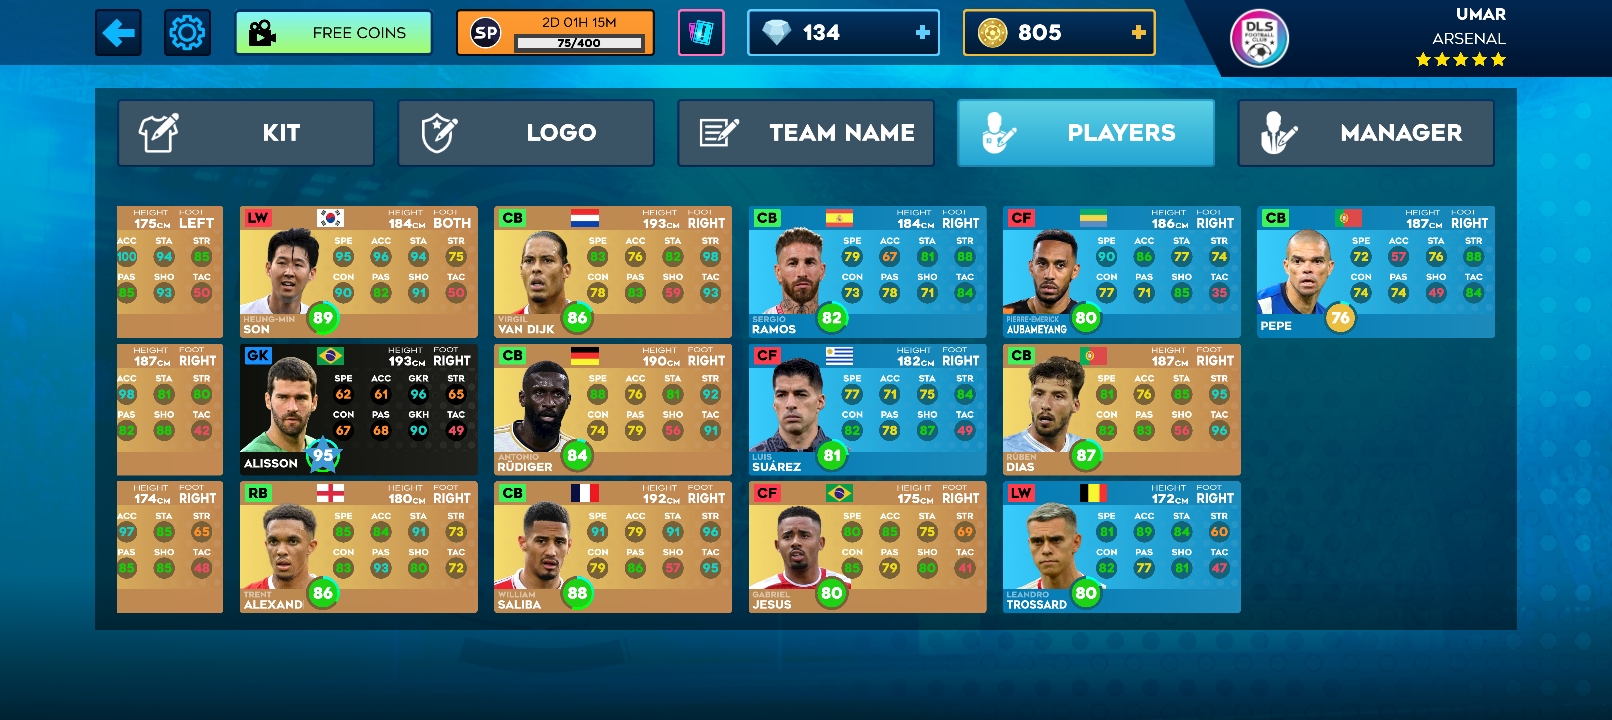 FREE COINS
SP
2D 01H 15M
75/400
134
+
805
+
DLS
FOOTBALL
CLUB
UMAR
ARSENAL
KIT
LOGO
TEAM NAME
PLAYERS
MANAGER
HEIGHT FOOT
175CM LEFT
ACC STA STR
100 94 85
PAS SHO TAC
85 93 50
LW HEIGHT FOOT
184CM BOTH
SPE ACC STA STR
95 96 94 75
CON PAS SHO TAC
90 82 91 50
HEUNG-MIN
SON 89
CB HEIGHT FOOT
193CM RIGHT
SPE ACC STA STR
83 76 82 98
CON PAS SHO TAC
78 83 59 93
VIRGIL
VAN DIJK 86
CB HEIGHT FOOT
184CM RIGHT
SPE ACC STA STR
79 67 81 88
CON PAS SHO TAC
73 78 71 84
SERGIO
RAMOS 82
CF HEIGHT FOOT
186CM RIGHT
SPE ACC STA STR
90 86 77 74
CON PAS SHO TAC
77 71 85 35
PIERRE-EMERICK
AUBAMEYANG 80
CB HEIGHT FOOT
187CM RIGHT
SPE ACC STA STR
72 57 76 88
CON PAS SHO TAC
74 74 49 84
PEPE 76
HEIGHT FOOT
187CM RIGHT
ACC STA STR
98 81 80
PAS SHO TAC
82 88 42
GK HEIGHT FOOT
193CM RIGHT
SPE ACC GKR STR
62 61 96 65
CON PAS GKH TAC
67 68 90 49
ALISSON 95
CB HEIGHT FOOT
190CM RIGHT
SPE ACC STA STR
88 76 81 92
CON PAS SHO TAC
74 79 56 91
ANTONIO
RÜDIGER 84
CF HEIGHT FOOT
182CM RIGHT
SPE ACC STA STR
77 71 75 84
CON PAS SHO TAC
82 78 87 49
LUIS
SUÁREZ 81
CB HEIGHT FOOT
187CM RIGHT
SPE ACC STA STR
81 76 85 95
CON PAS SHO TAC
82 83 56 96
RÚBEN
DIAS 87
HEIGHT FOOT
174CM RIGHT
ACC STA STR
97 85 65
PAS SHO TAC
85 85 48
RB HEIGHT FOOT
180CM RIGHT
SPE ACC STA STR
85 84 91 73
CON PAS SHO TAC
83 93 80 72
TRENT
ALEXAND 86
CB HEIGHT FOOT
192CM RIGHT
SPE ACC STA STR
91 79 91 96
CON PAS SHO TAC
79 86 57 95
WILLIAM
SALIBA 88
CF HEIGHT FOOT
175CM RIGHT
SPE ACC STA STR
80 85 75 69
CON PAS SHO TAC
85 79 80 41
GABRIEL
JESUS 80
LW HEIGHT FOOT
172CM RIGHT
SPE ACC STA STR
81 89 84 60
CON PAS SHO TAC
82 77 81 47
LEANDRO
TROSSARD 80